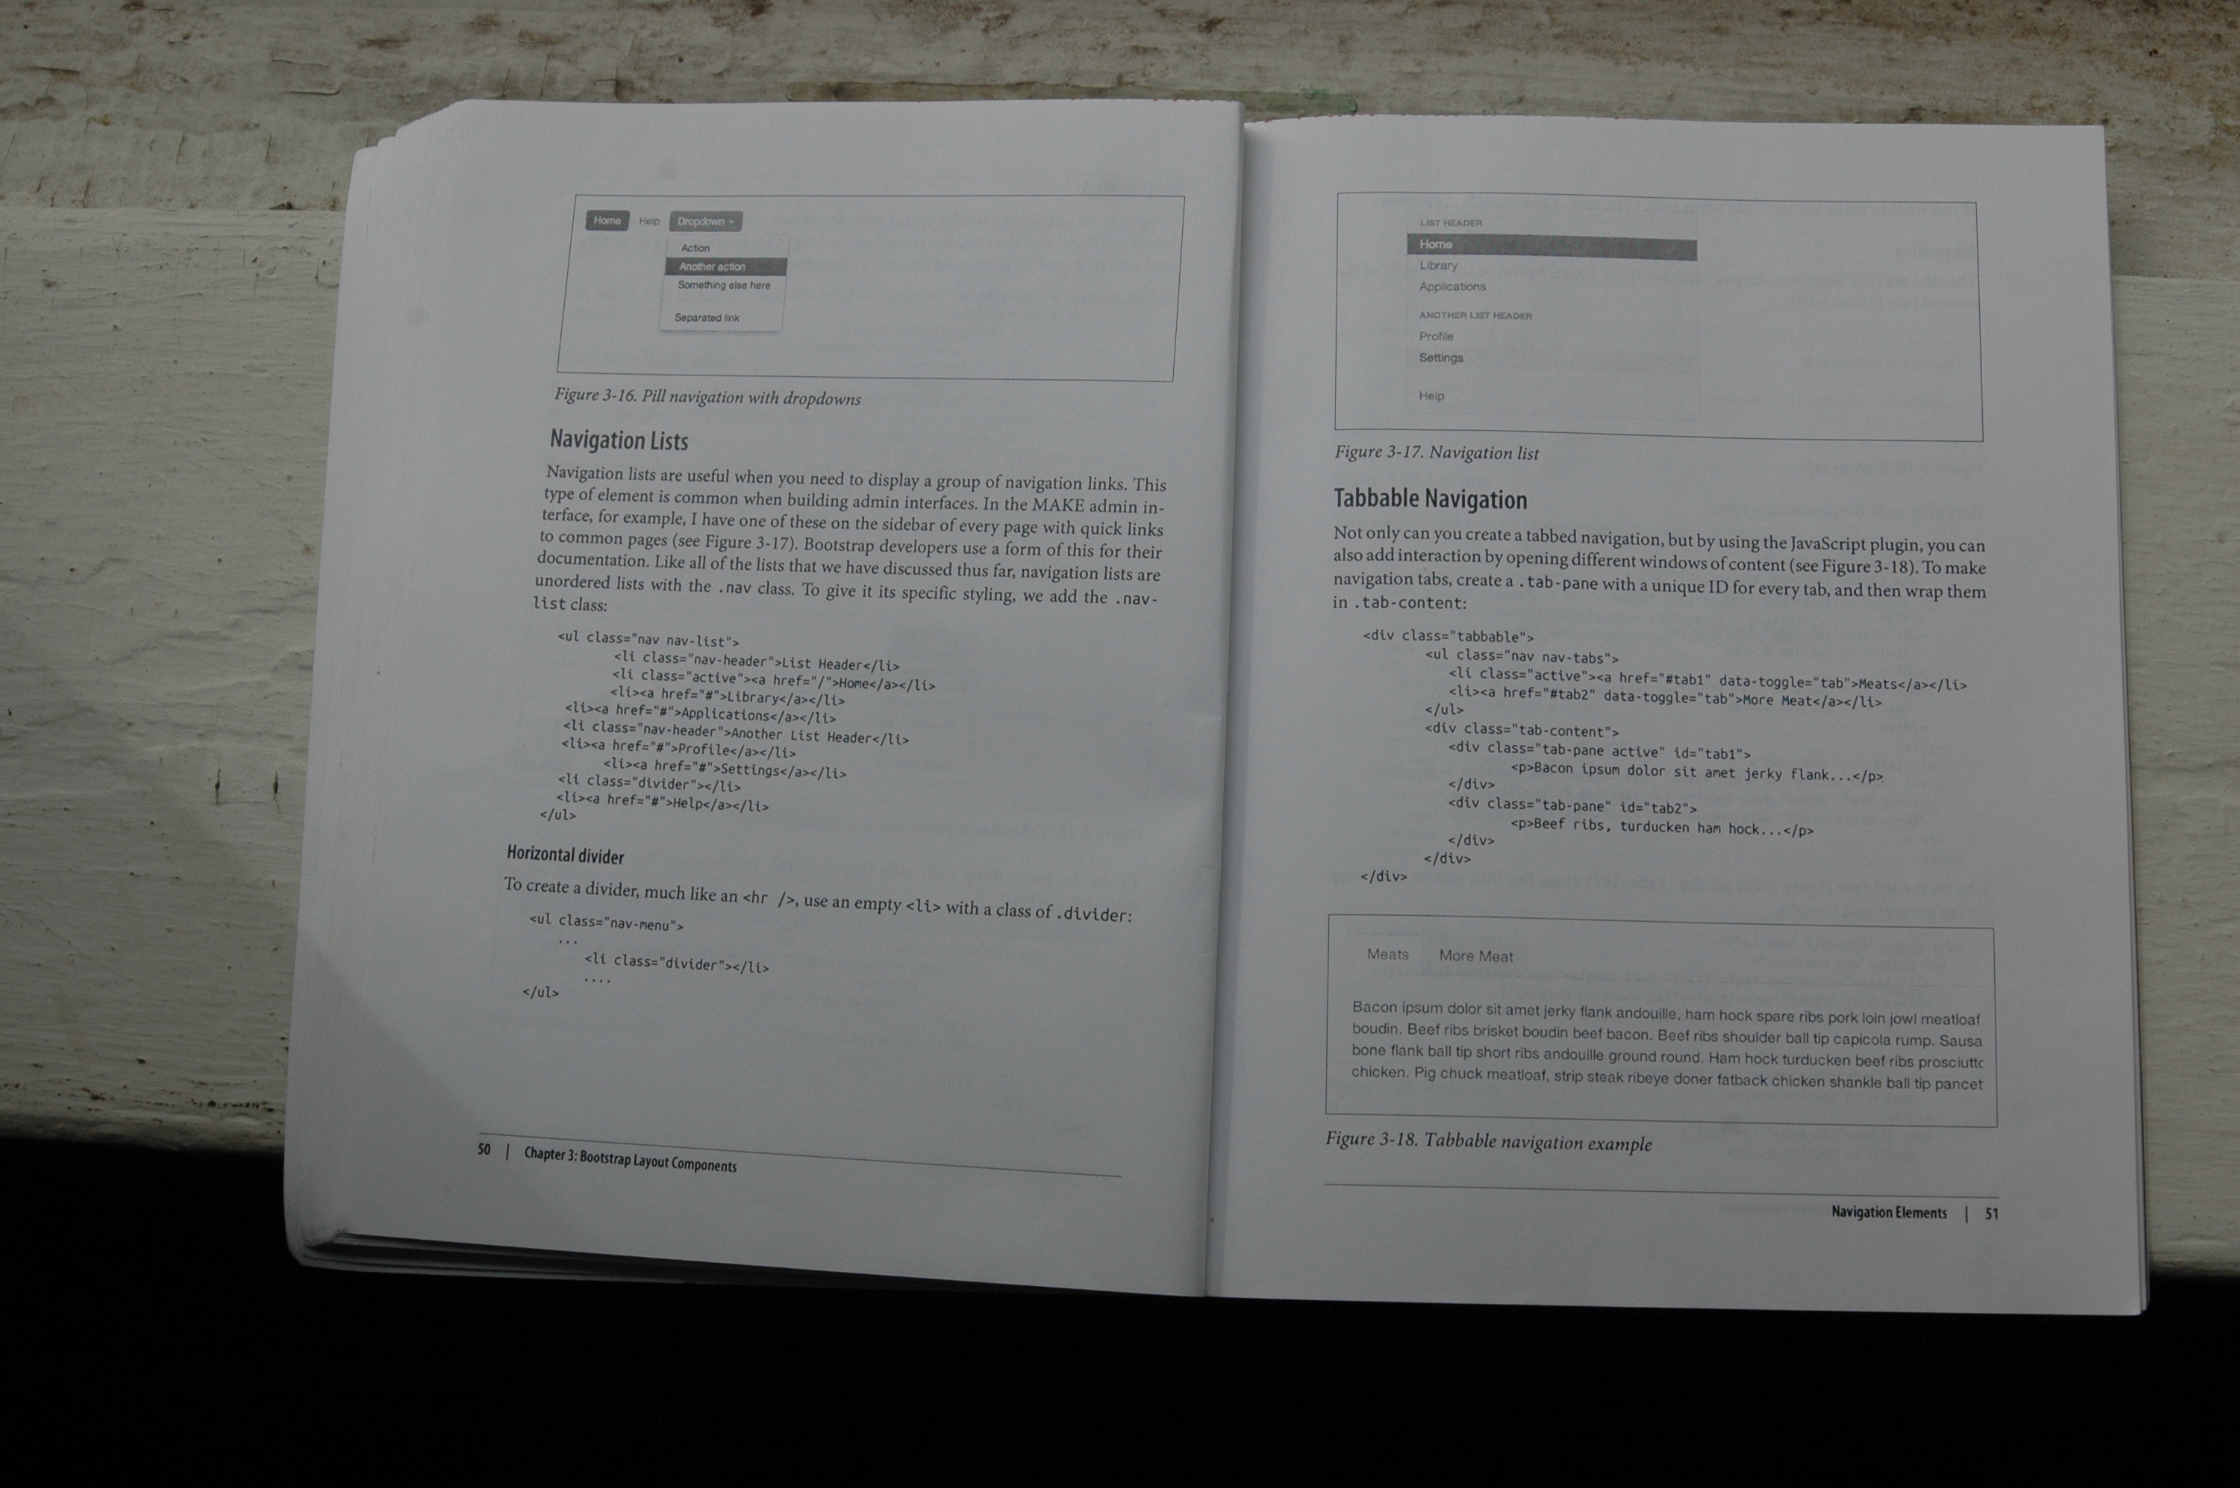 Home Help Dropdown
Action
Another action
Something else here
Separated link
Figure 3-16. Pill navigation with dropdowns
Navigation Lists
Navigation lists are useful when you need to display a group of navigation links. This
type of element is common when building admin interfaces. In the MAKE admin in-
terface, for example, I have one of these on the sidebar of every page with quick links
to common pages (see Figure 3-17). Bootstrap developers use a form of this for their
documentation. Like all of the lists that we have discussed thus far, navigation lists are
unordered lists with the .nav class. To give it its specific styling, we add the .nav-
list class:
<ul class="nav nav-list">
<li class="nav-header">List Header</li>
<li class="active"><a href="/">Home</a></li>
<li><a href="#">Library</a></li>
<li><a href="#">Applications</a></li>
<li class="nav-header">Another List Header</li>
<li><a href="#">Profile</a></li>
<li><a href="#">Settings</a></li>
<li class="divider"></li>
<li><a href="#">Help</a></li>
</ul>
Horizontal divider
To create a divider, much like an <hr />, use an empty <li> with a class of .divider:
<ul class="nav-menu">
...
<li class="divider"></li>
....
</ul>
50 | Chapter 3: Bootstrap Layout Components
LIST HEADER
Home
Library
Applications
ANOTHER LIST HEADER
Profile
Settings
Help
Figure 3-17. Navigation list
Tabbable Navigation
Not only can you create a tabbed navigation, but by using the JavaScript plugin, you can
also add interaction by opening different windows of content (see Figure 3-18). To make
navigation tabs, create a .tab-pane with a unique ID for every tab, and then wrap them
in .tab-content:
<div class="tabbable">
<ul class="nav nav-tabs">
<li class="active"><a href="#tab1" data-toggle="tab">Meats</a></li>
<li><a href="#tab2" data-toggle="tab">More Meat</a></li>
</ul>
<div class="tab-content">
<div class="tab-pane active" id="tab1">
<p>Bacon ipsum dolor sit amet jerky flank...</p>
</div>
<div class="tab-pane" id="tab2">
<p>Beef ribs, turducken ham hock...</p>
</div>
</div>
</div>
Meats More Meat
Bacon ipsum dolor sit amet jerky flank andouille, ham hock spare ribs pork loin jowl meatloaf
boudin. Beef ribs brisket boudin beef bacon. Beef ribs shoulder ball tip capicola rump. Sausa
bone flank ball tip short ribs andouille ground round. Ham hock turducken beef ribs prosciutto
chicken. Pig chuck meatloaf, strip steak ribeye doner fatback chicken shankle ball tip pancet
Figure 3-18. Tabbable navigation example
Navigation Elements | 51